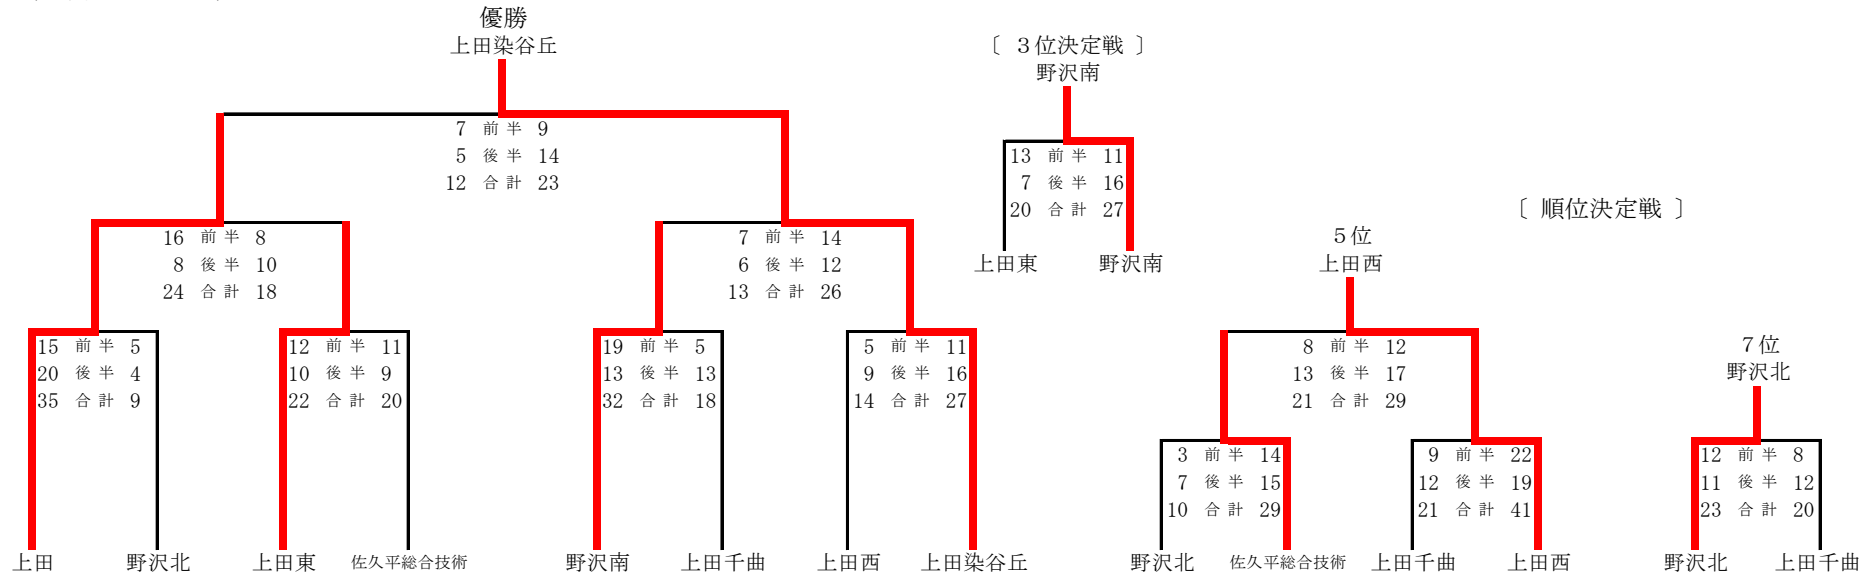 優勝
上田染谷丘
7 前半 9
5 後半 14
12 合計 23
16 前半 8
8 後半 10
24 合計 18
7 前半 14
6 後半 12
13 合計 26
15 前半 5
20 後半 4
35 合計 9
12 前半 11
10 後半 9
22 合計 20
19 前半 5
13 後半 13
32 合計 18
5 前半 11
9 後半 16
14 合計 27
上田 野沢北 上田東 佐久平総合技術 野沢南 上田千曲 上田西 上田染谷丘
〔 3位決定戦 〕
野沢南
13 前半 11
7 後半 16
20 合計 27
上田東 野沢南
〔 順位決定戦 〕
5位
上田西
8 前半 12
13 後半 17
21 合計 29
3 前半 14
7 後半 15
10 合計 29
9 前半 22
12 後半 19
21 合計 41
野沢北 佐久平総合技術 上田千曲 上田西
7位
野沢北
12 前半 8
11 後半 12
23 合計 20
野沢北 上田千曲